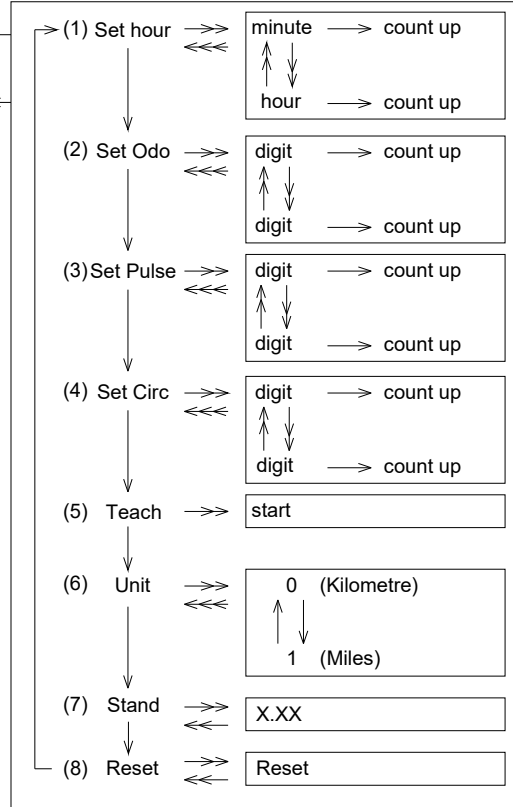 (1) Set hour minute count up
hour count up
(2) Set Odo digit count up
digit count up
(3) Set Pulse digit count up
digit count up
(4) Set Circ digit count up
digit count up
(5) Teach start
(6) Unit 0 (Kilometre)
1 (Miles)
(7) Stand X.XX
(8) Reset Reset